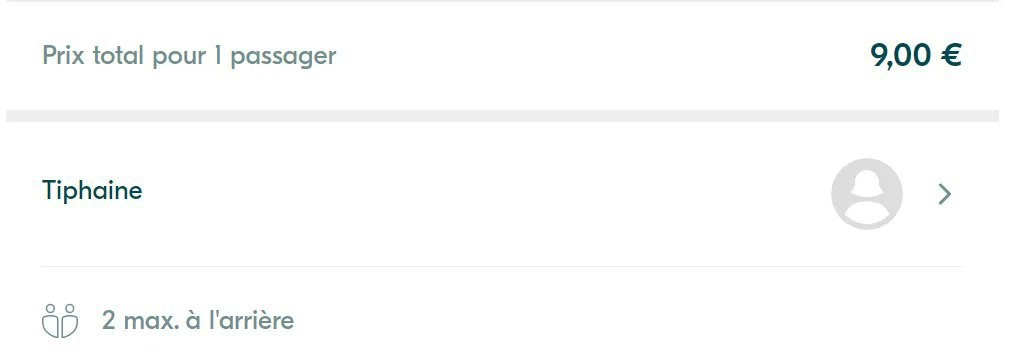 Prix total pour 1 passager 9,00 €
Tiphaine
2 max. à l'arrière